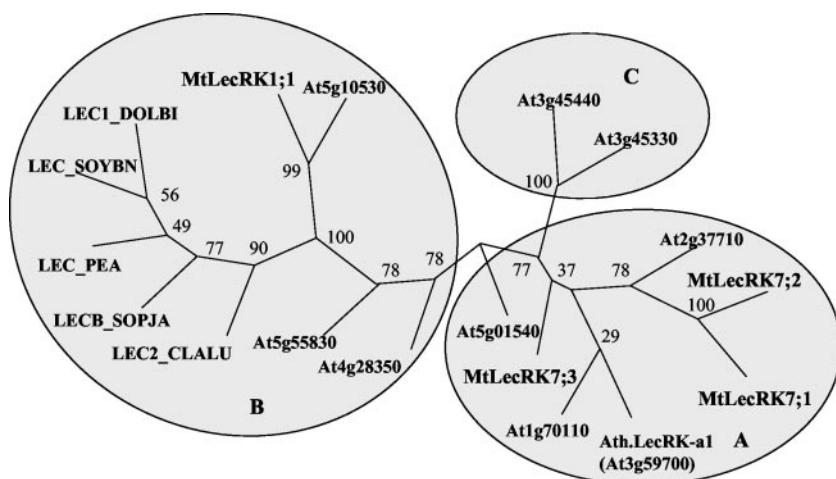 C
MtLecRK1;1
At5g10530
At3g45440
LEC1_DOLBI
At3g45330
LEC_SOYBN
99
100
56
49
100
At2g37710
77
90
78
78
77
37
78
MtLecRK7;2
LEC_PEA
100
LECB_SOPJA
At5g01540
29
At5g55830
LEC2_CLALU
At4g28350
MtLecRK7;3
MtLecRK7;1
B
At1g70110
Ath.LecRK-a1
A
(At3g59700)